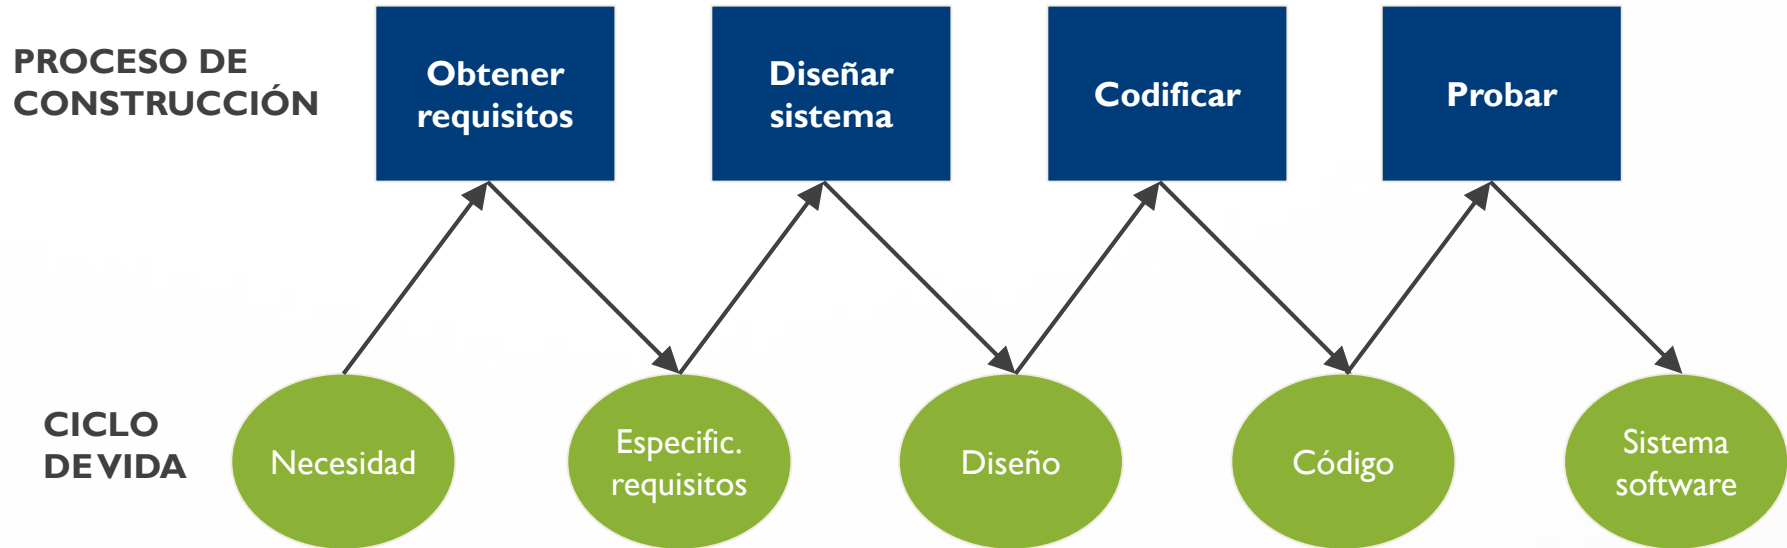 PROCESO DE
CONSTRUCCIÓN
Obtener
requisitos
Diseñar
sistema
Codificar
Probar
CICLO
DE VIDA
Necesidad
Especific.
requisitos
Diseño
Código
Sistema
software